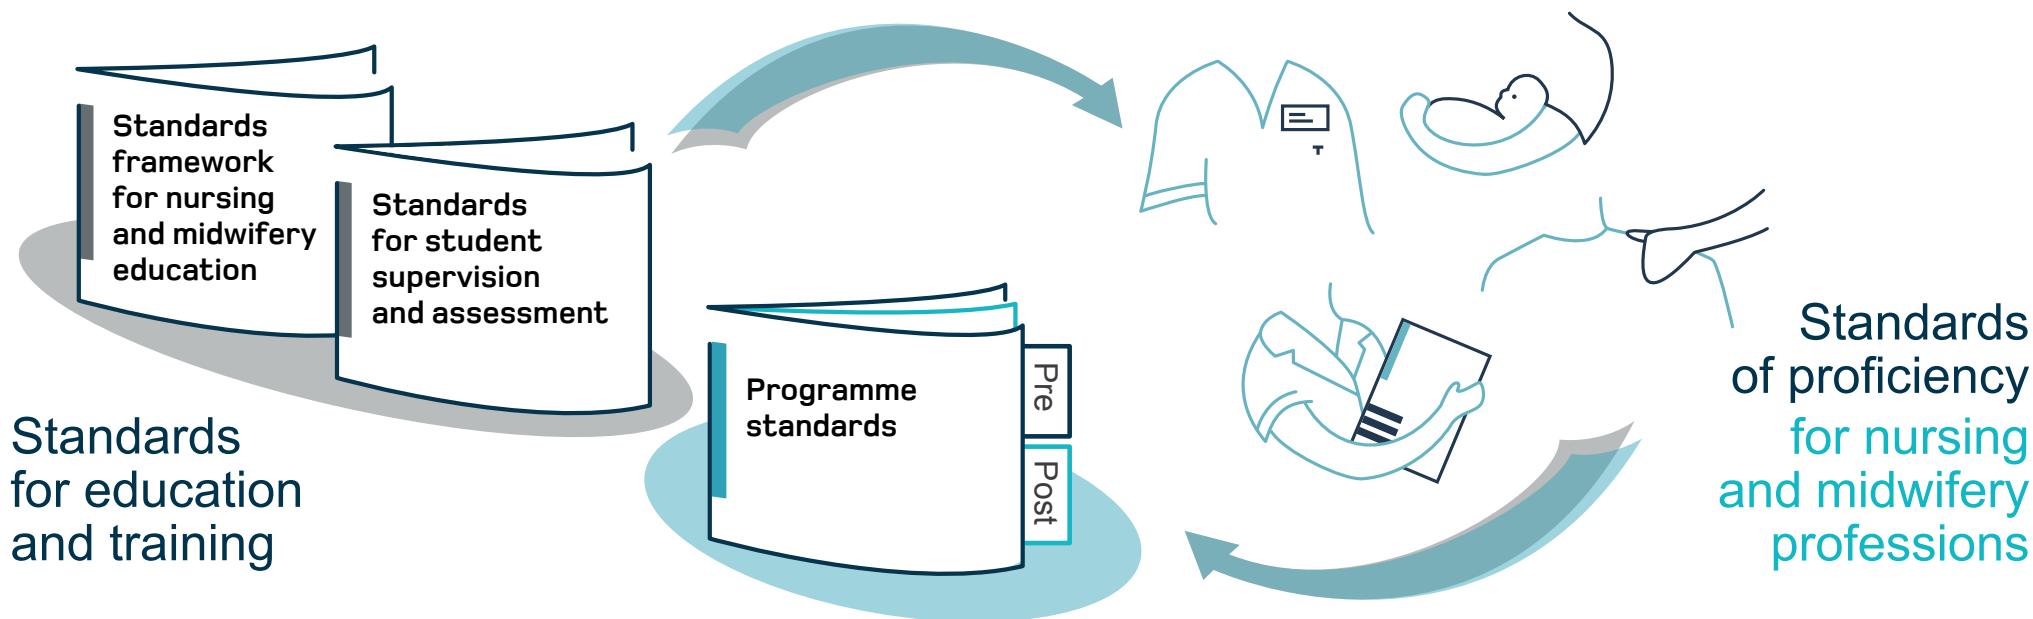 Standards
framework
for nursing
and midwifery
education
Standards
for student
supervision
and assessment
Programme
standards
Pre
Post
Standards
for education
and training
Standards
of proficiency
for nursing
and midwifery
professions